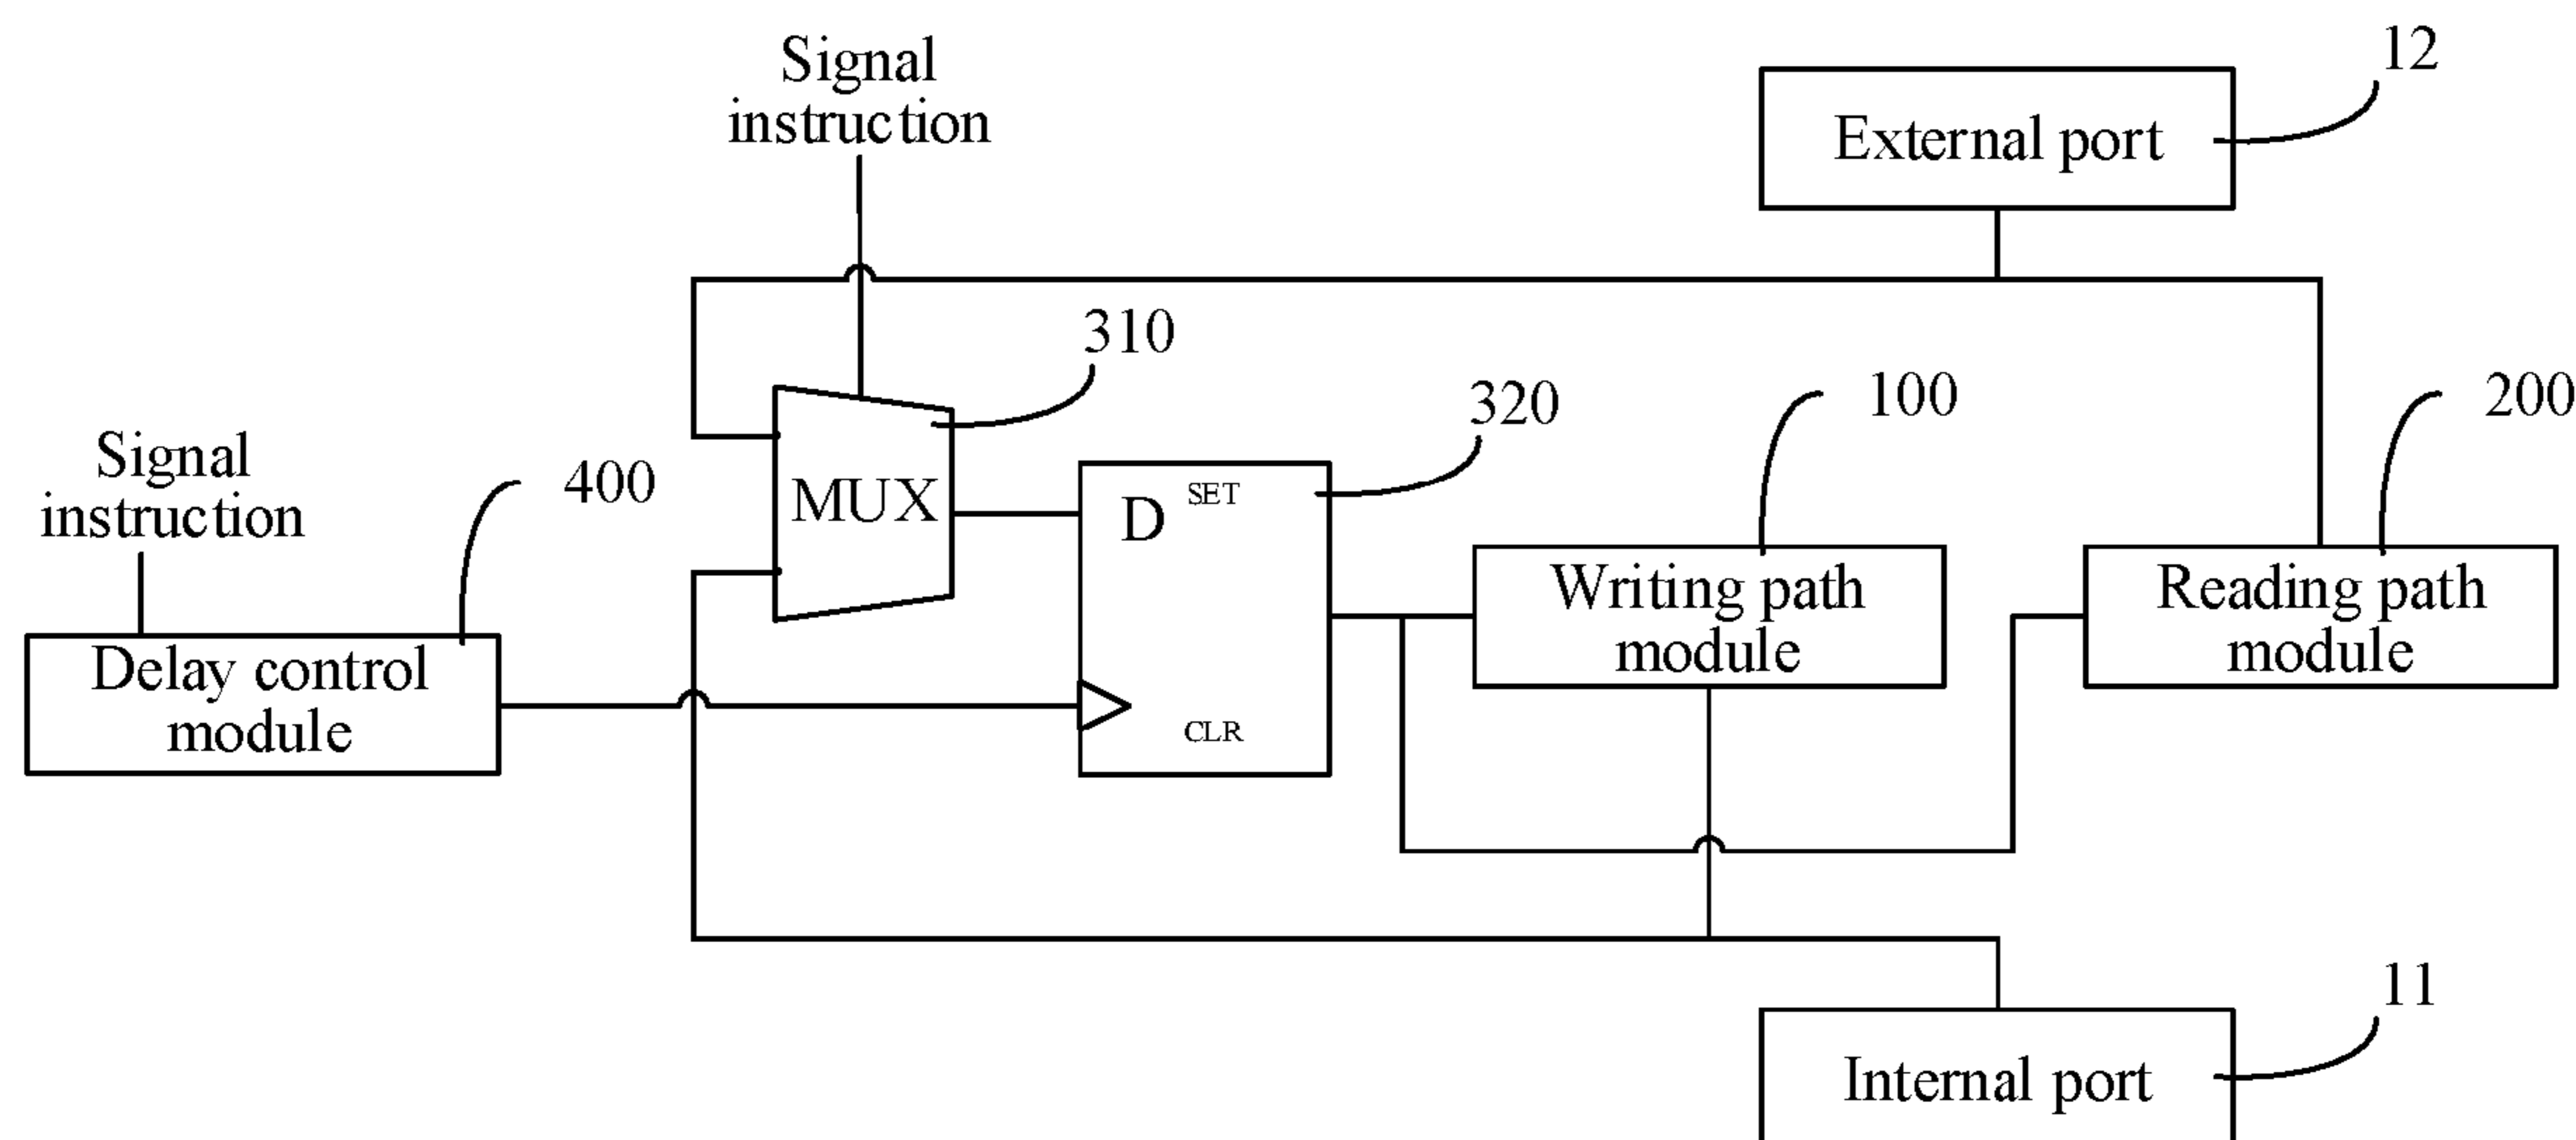 12
Signal
instruction
External port
310
320
100
200
Signal
instruction
400
MUX
D
SET
Writing path
module
Reading path
module
Delay control
module
CLR
11
Internal port